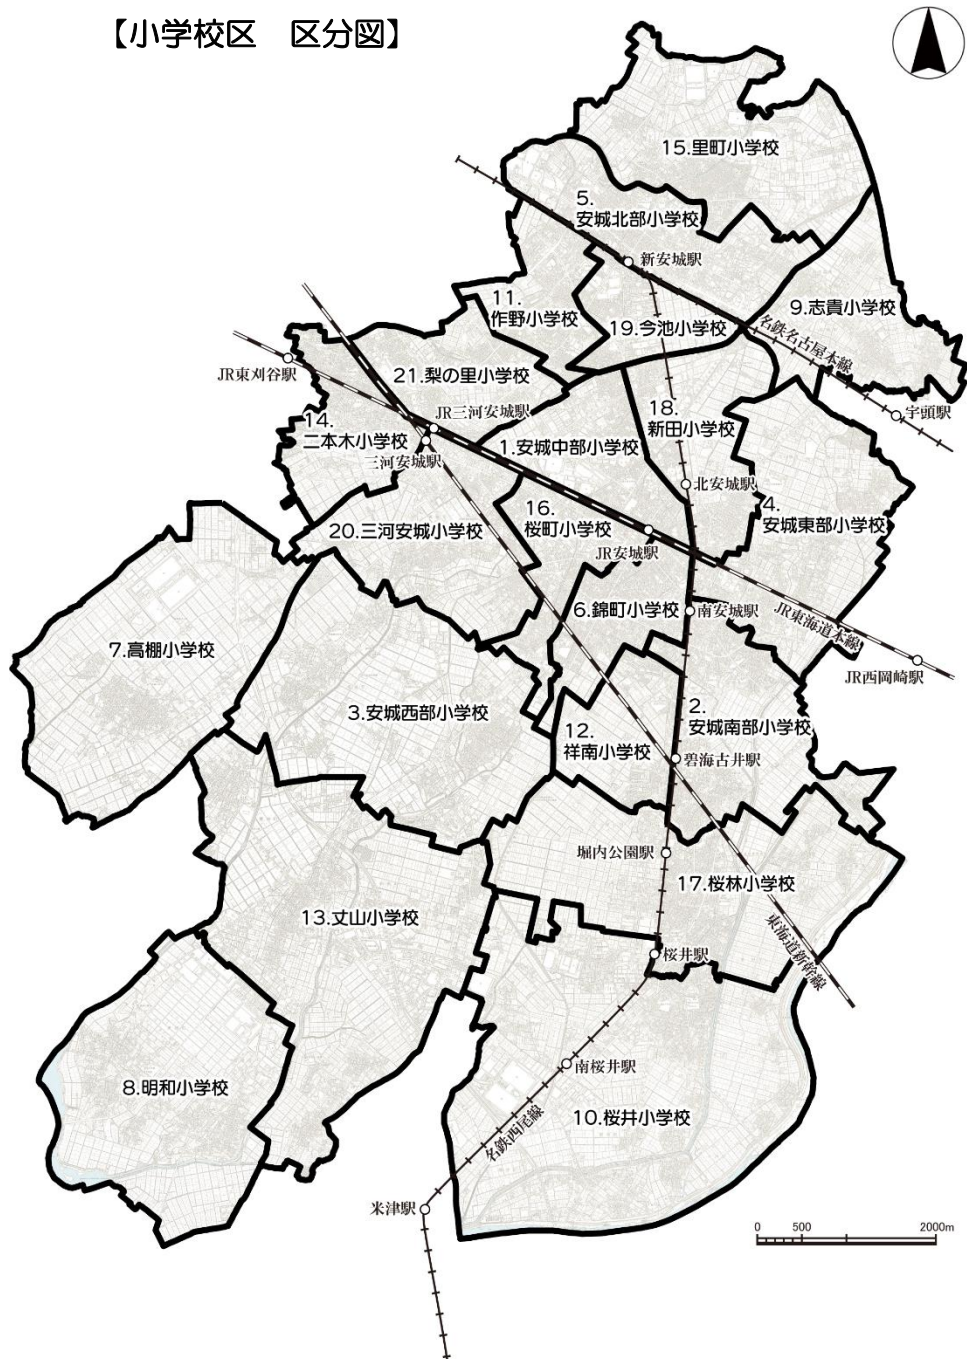 【小学校区　区分図】
15.里町小学校
5.
安城北部小学校
新安城駅
11.
作野小学校
19.今池小学校
9.志貴小学校
名鉄名古屋本線
宇頭駅
JR東刈谷駅
21.梨の里小学校
JR三河安城駅
14.
二本木小学校
三河安城駅
1.安城中部小学校
18.
新田小学校
北安城駅
4.
安城東部小学校
16.
桜町小学校
JR安城駅
20.三河安城小学校
6.錦町小学校
南安城駅
JR東海道本線
JR西岡崎駅
7.高棚小学校
3.安城西部小学校
2.
安城南部小学校
12.
祥南小学校
碧海古井駅
堀内公園駅
17.桜林小学校
13.丈山小学校
東海道新幹線
桜井駅
南桜井駅
8.明和小学校
10.桜井小学校
名鉄西尾線
米津駅
0 500 2000m